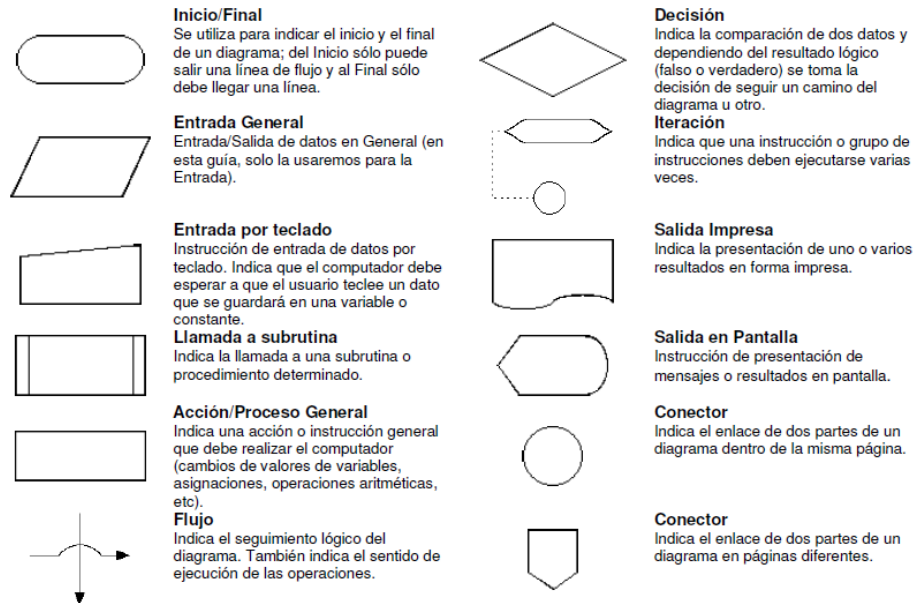 Inicio/Final
Se utiliza para indicar el inicio y el final
de un diagrama; del Inicio sólo puede
salir una línea de flujo y al Final sólo
debe llegar una línea.
Entrada General
Entrada/Salida de datos en General (en
esta guía, solo la usaremos para la
Entrada).
Entrada por teclado
Instrucción de entrada de datos por
teclado. Indica que el computador debe
esperar a que el usuario teclee un dato
que se guardará en una variable o
constante.
Llamada a subrutina
Indica la llamada a una subrutina o
procedimiento determinado.
Acción/Proceso General
Indica una acción o instrucción general
que debe realizar el computador
(cambios de valores de variables,
asignaciones, operaciones aritméticas,
etc).
Flujo
Indica el seguimiento lógico del
diagrama. También indica el sentido de
ejecución de las operaciones.
Decisión
Indica la comparación de dos datos y
dependiendo del resultado lógico
(falso o verdadero) se toma la
decisión de seguir un camino del
diagrama u otro.
Iteración
Indica que una instrucción o grupo de
instrucciones deben ejecutarse varias
veces.
Salida Impresa
Indica la presentación de uno o varios
resultados en forma impresa.
Salida en Pantalla
Instrucción de presentación de
mensajes o resultados en pantalla.
Conector
Indica el enlace de dos partes de un
diagrama dentro de la misma página.
Conector
Indica el enlace de dos partes de un
diagrama en páginas diferentes.